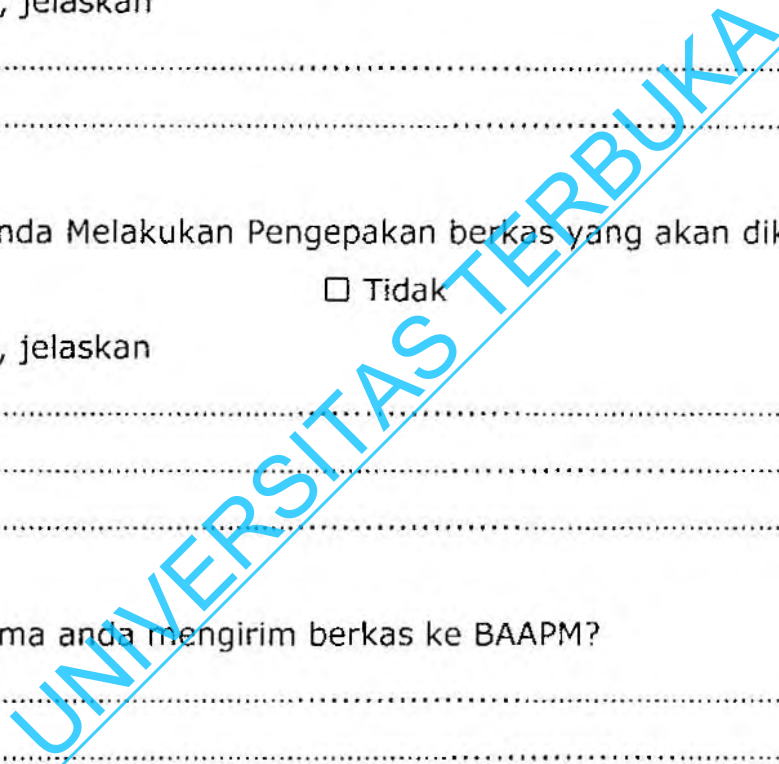 , jelaskan
................................................................
................................................................
nda Melakukan Pengepakan berkas yang akan dik
☐ Tidak
, jelaskan
................................................................
................................................................
................................................................
ma anda mengirim berkas ke BAAPM?
................................................................
................................................................
UNIVERSITAS TERBUKA